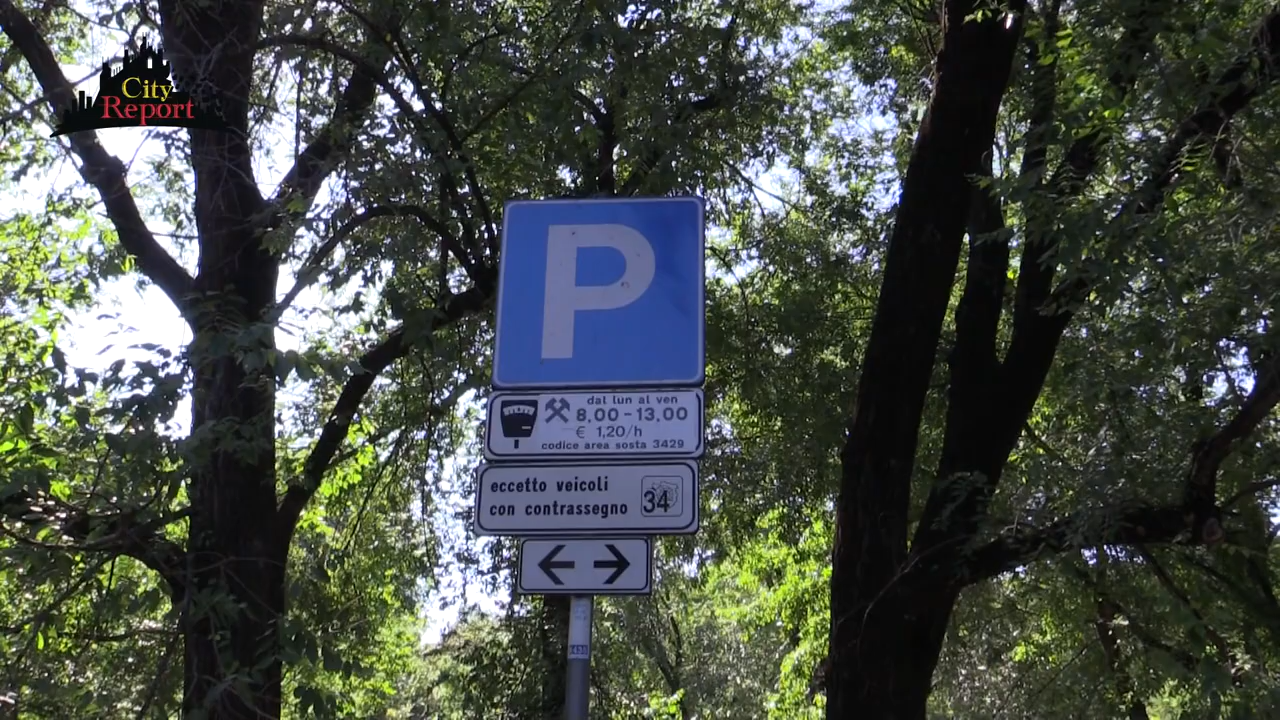 City
Report
P
dal lun al ven
8,00-13,00
€ 1,20/h
codice area sosta 3429
eccetto veicoli
con contrassegno
34